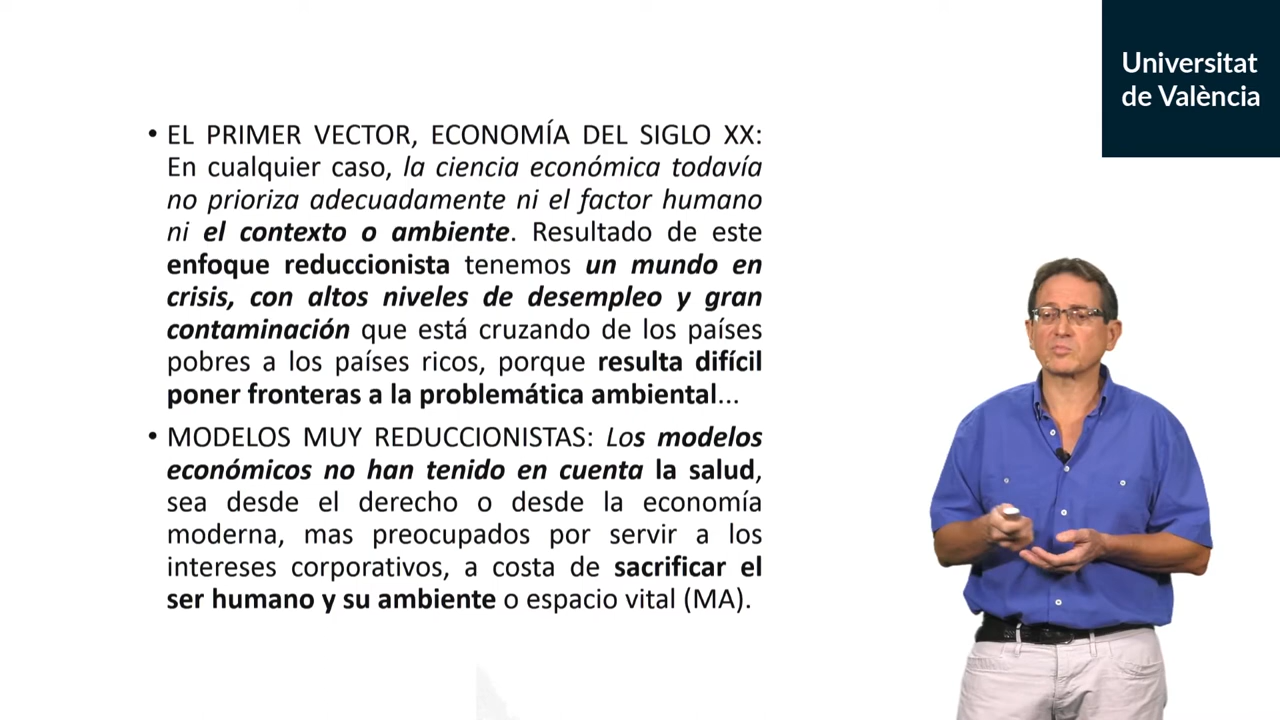 Universitat
de València
• EL PRIMER VECTOR, ECONOMÍA DEL SIGLO XX:
En cualquier caso, la ciencia económica todavía
no prioriza adecuadamente ni el factor humano
ni el contexto o ambiente. Resultado de este
enfoque reduccionista tenemos un mundo en
crisis, con altos niveles de desempleo y gran
contaminación que está cruzando de los países
pobres a los países ricos, porque resulta difícil
poner fronteras a la problemática ambiental...
• MODELOS MUY REDUCCIONISTAS: Los modelos
económicos no han tenido en cuenta la salud,
sea desde el derecho o desde la economía
moderna, mas preocupados por servir a los
intereses corporativos, a costa de sacrificar el
ser humano y su ambiente o espacio vital (MA).